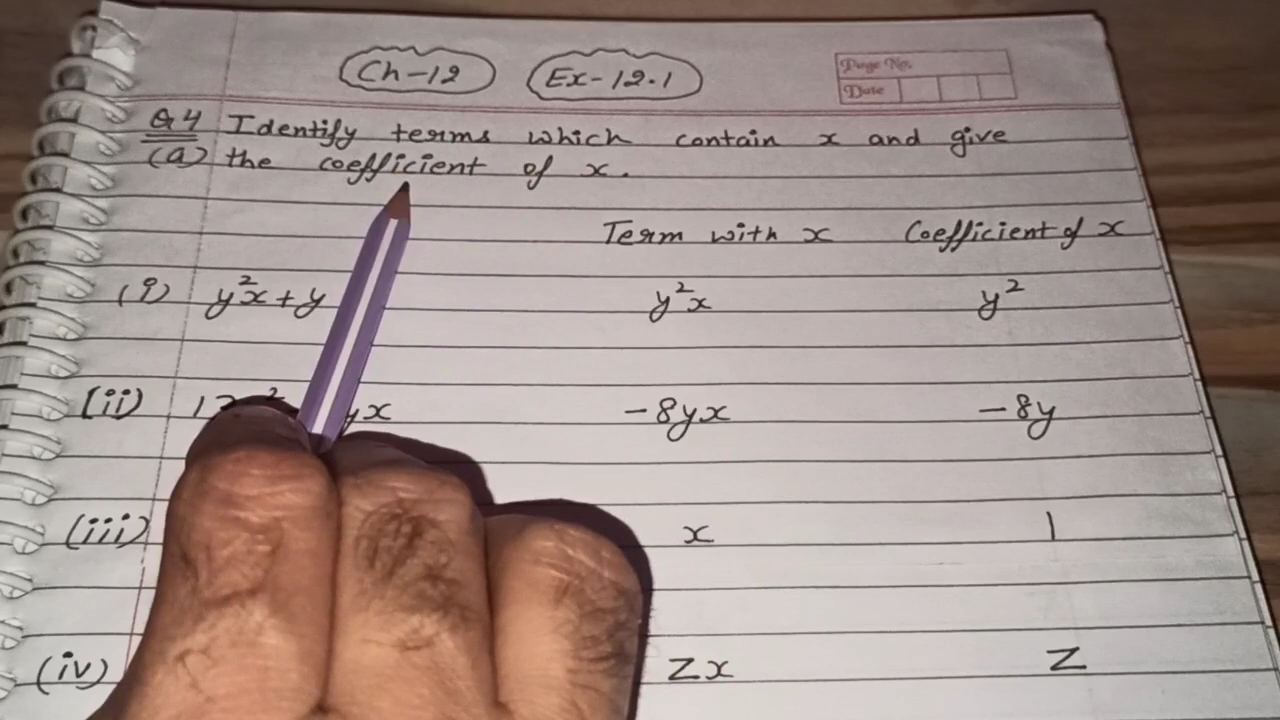 Ch-12 Ex-12.1
Page No.
Date
Q4 Identify terms which contain x and give
(a) the coefficient of x.
Term with x Coefficient of x
(i) y²x + y y²x y²
(ii) yx -8yx -8y
(iii) x 1
(iv) zx z